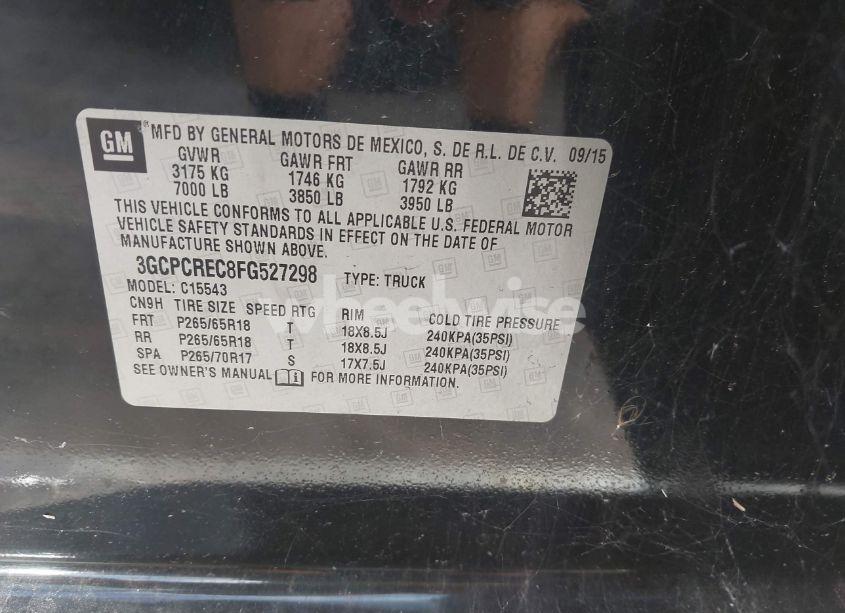 GM ® MFD BY GENERAL MOTORS DE MEXICO, S. DE R.L. DE C.V. 09/15
GVWR GAWR FRT GAWR RR
3175 KG 1746 KG 1792 KG
7000 LB 3850 LB 3950 LB
THIS VEHICLE CONFORMS TO ALL APPLICABLE U.S. FEDERAL MOTOR
VEHICLE SAFETY STANDARDS IN EFFECT ON THE DATE OF
MANUFACTURE SHOWN ABOVE.
3GCPCREC8FG527298 TYPE: TRUCK
MODEL: C15543
CN9H TIRE SIZE SPEED RTG RIM COLD TIRE PRESSURE
FRT P265/65R18 T 18X8.5J 240KPA(35PSI)
RR P265/65R18 T 18X8.5J 240KPA(35PSI)
SPA P265/70R17 S 17X7.5J 240KPA(35PSI)
SEE OWNER'S MANUAL i FOR MORE INFORMATION.
wheelwise